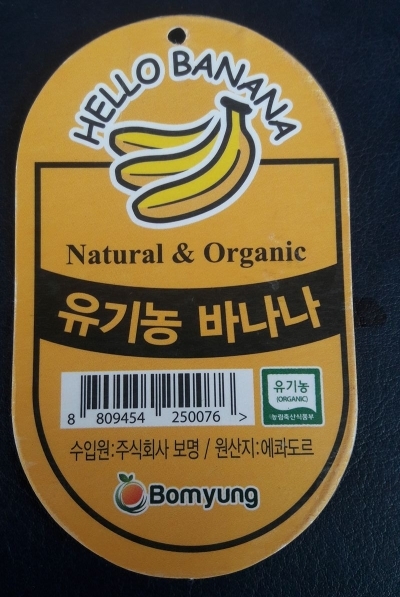 HELLO BANANA
Natural & Organic
유기농 바나나
8 809454 250076 >
유기농
(ORGANIC)
농림축산식품부
수입원:주식회사 보명 / 원산지:에콰도르
Bomyung